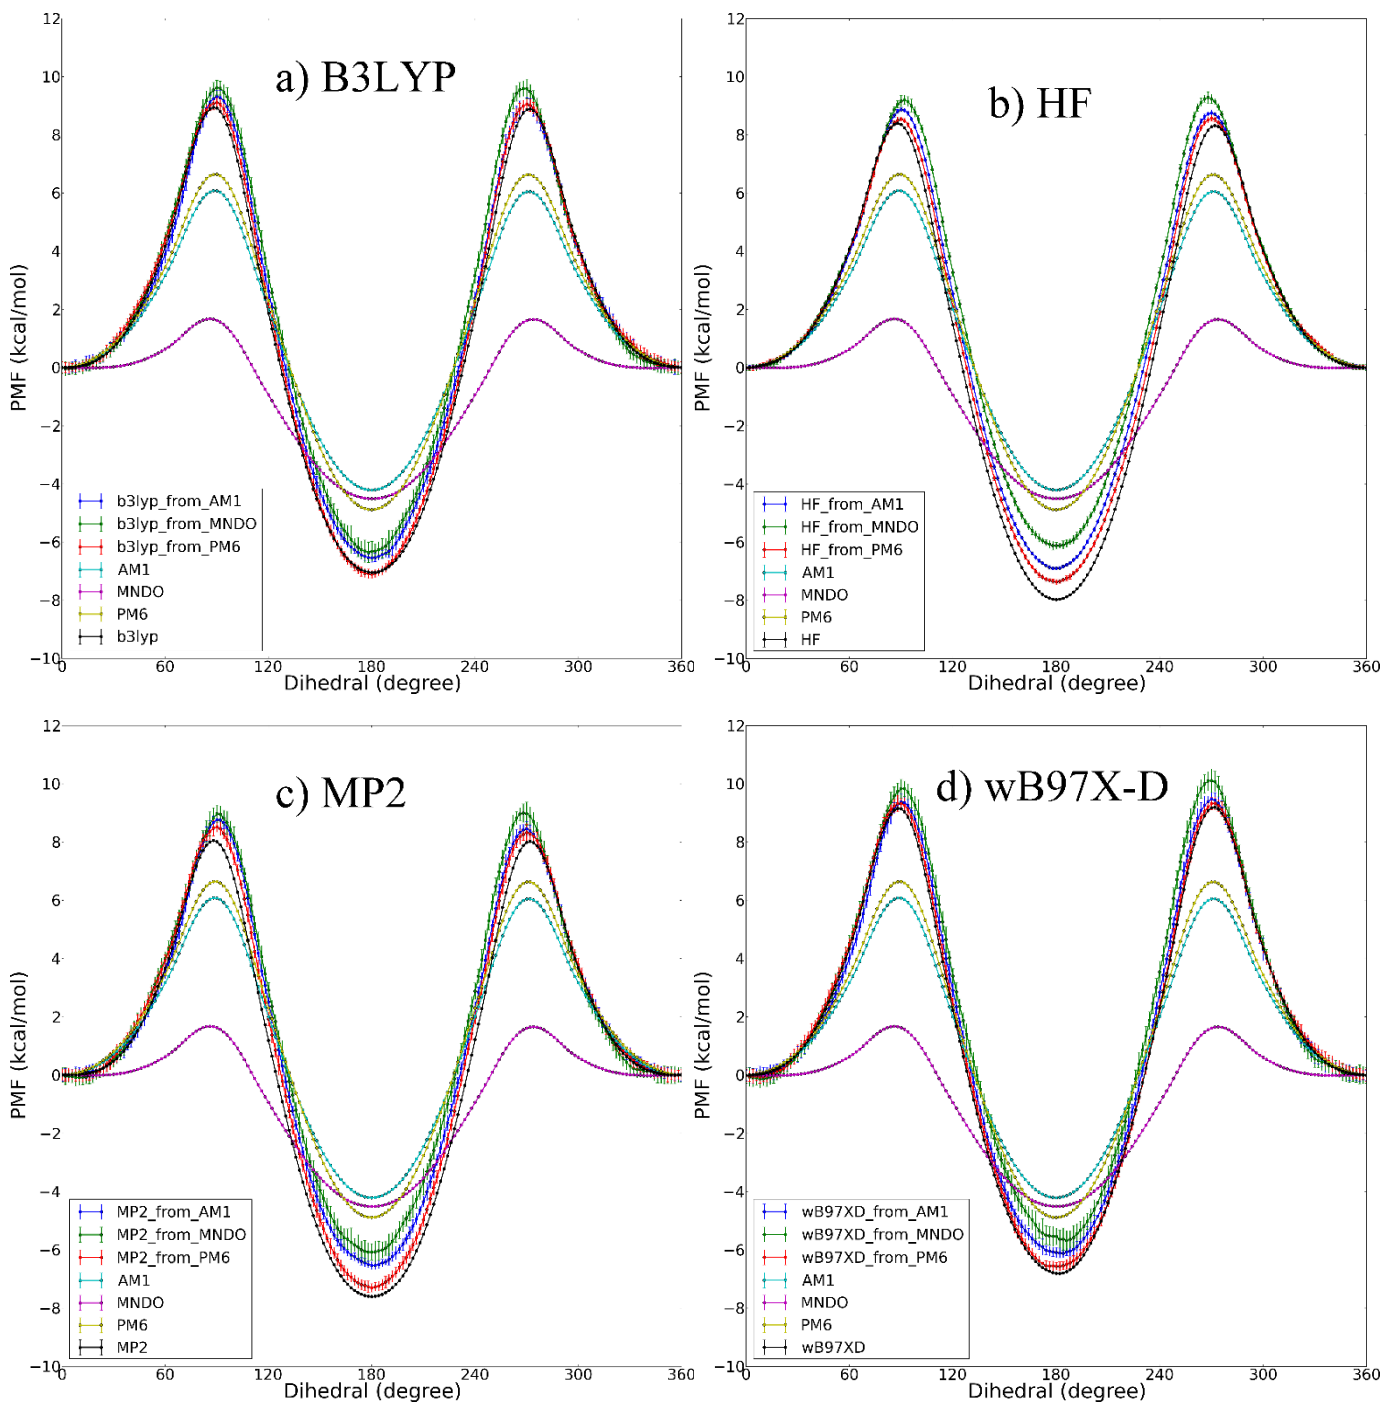 a) B3LYP
12
10
8
6
4
2
0
−2
−4
−6
−8
−10
PMF (kcal/mol)
b3lyp_from_AM1
b3lyp_from_MNDO
b3lyp_from_PM6
AM1
MNDO
PM6
b3lyp
0 60 120 180 240 300 360
Dihedral (degree)
b) HF
12
10
8
6
4
2
0
−2
−4
−6
−8
−10
PMF (kcal/mol)
HF_from_AM1
HF_from_MNDO
HF_from_PM6
AM1
MNDO
PM6
HF
0 60 120 180 240 300 360
Dihedral (degree)
c) MP2
12
10
8
6
4
2
0
−2
−4
−6
−8
−10
PMF (kcal/mol)
MP2_from_AM1
MP2_from_MNDO
MP2_from_PM6
AM1
MNDO
PM6
MP2
0 60 120 180 240 300 360
Dihedral (degree)
d) wB97X-D
12
10
8
6
4
2
0
−2
−4
−6
−8
−10
PMF (kcal/mol)
wB97XD_from_AM1
wB97XD_from_MNDO
wB97XD_from_PM6
AM1
MNDO
PM6
wB97XD
0 60 120 180 240 300 360
Dihedral (degree)